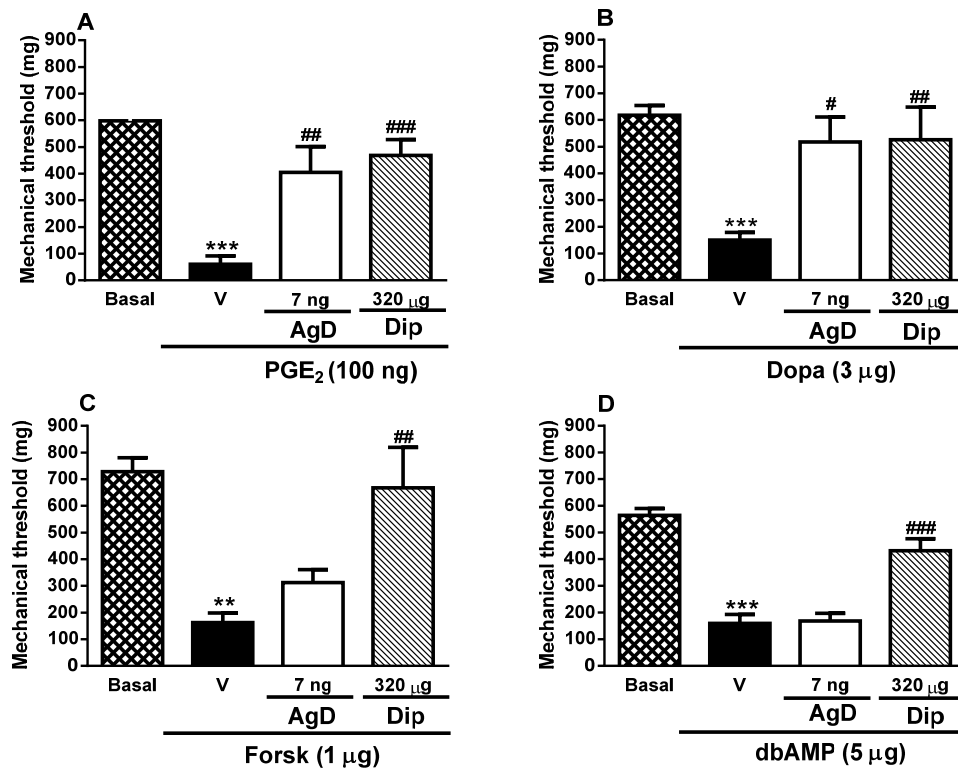 A
Mechanical threshold (mg)
900
800
700
600
500
400
300
200
100
0
***
##
###
Basal V 7 ng 320 μg
AgD Dip
PGE₂ (100 ng)
B
Mechanical threshold (mg)
900
800
700
600
500
400
300
200
100
0
***
#
##
Basal V 7 ng 320 μg
AgD Dip
Dopa (3 μg)
C
Mechanical threshold (mg)
900
800
700
600
500
400
300
200
100
0
**
##
Basal V 7 ng 320 μg
AgD Dip
Forsk (1 μg)
D
Mechanical threshold (mg)
900
800
700
600
500
400
300
200
100
0
***
###
Basal V 7 ng 320 μg
AgD Dip
dbAMP (5 μg)